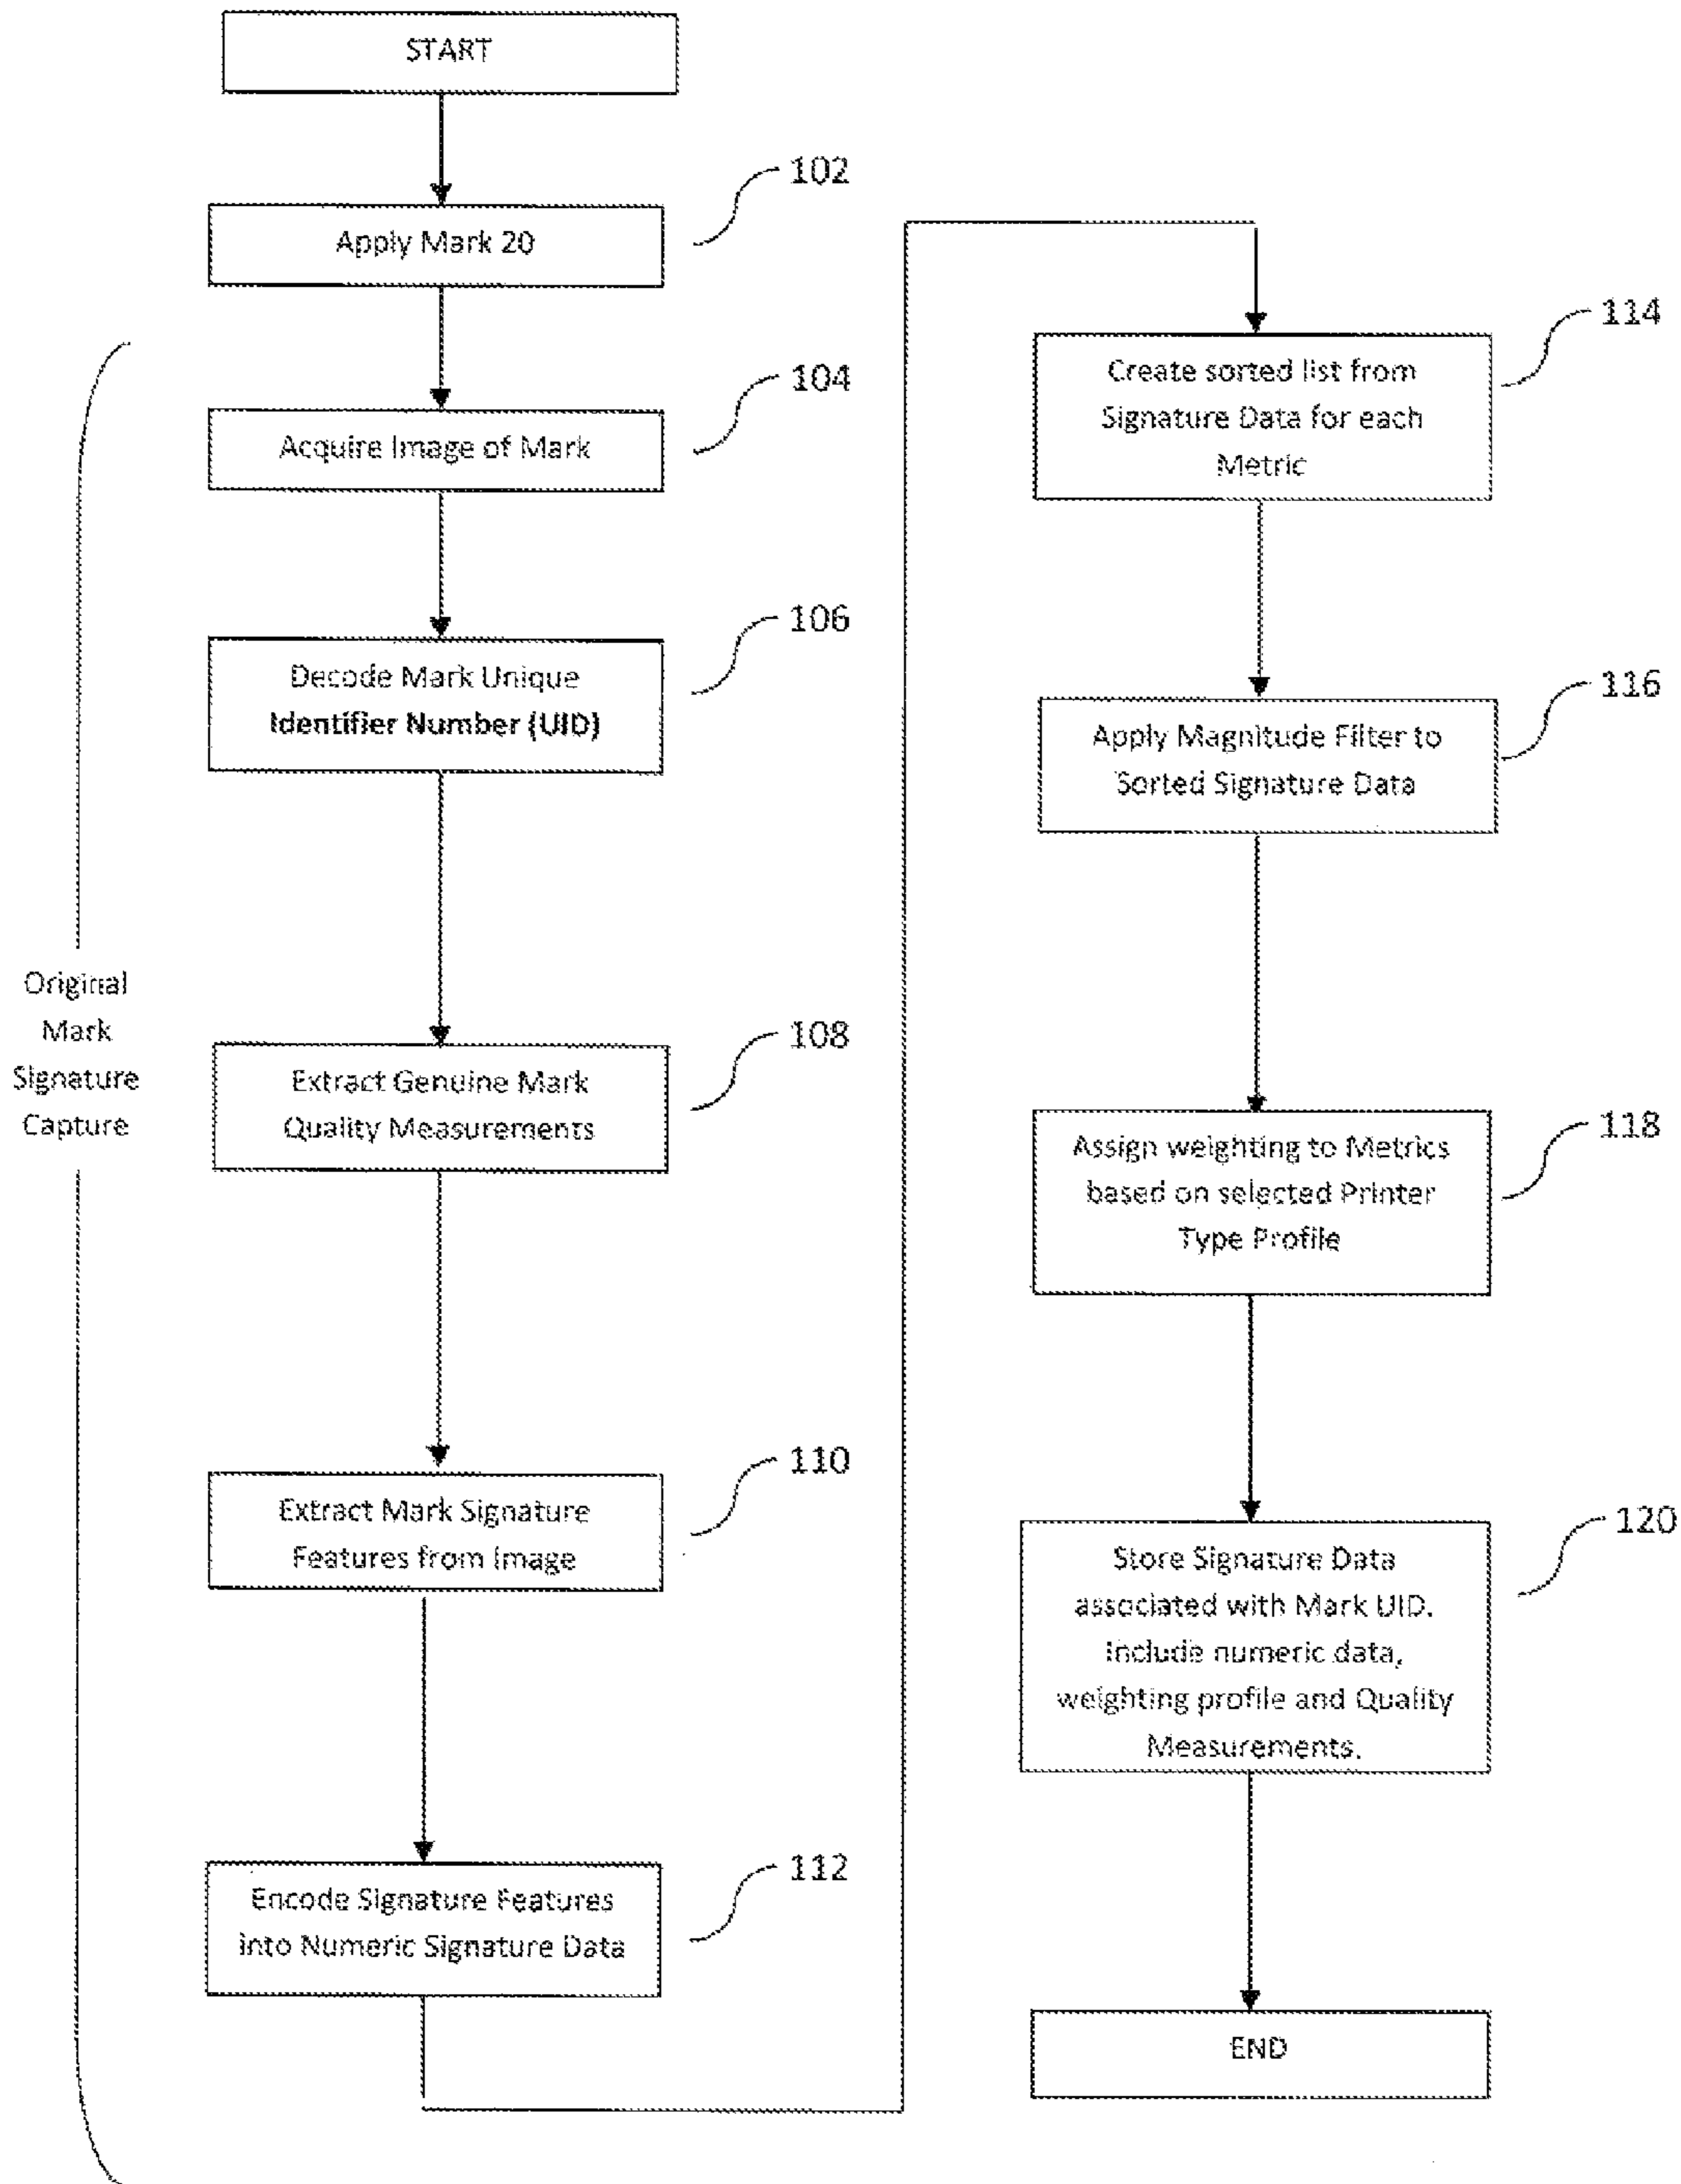 START
102
Apply Mark 20
104
Acquire Image of Mark
106
Decode Mark Unique
Identifier Number (UID)
Original
Mark
Signature
Capture
108
Extract Genuine Mark
Quality Measurements
110
Extract Mark Signature
Features from Image
112
Encode Signature Features
into Numeric Signature Data
114
Create sorted list from
Signature Data for each
Metric
116
Apply Magnitude Filter to
Sorted Signature Data
118
Assign weighting to Metrics
based on selected Printer
Type Profile
120
Store Signature Data
associated with Mark UID.
Include numeric data,
weighting profile and Quality
Measurements.
END